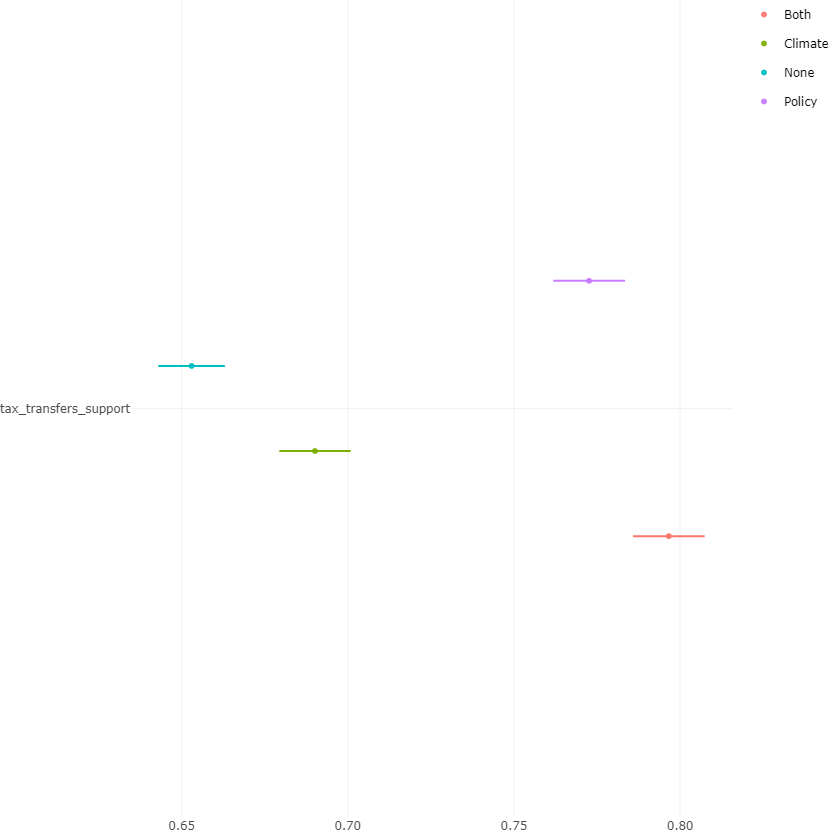 Both
Climate
None
Policy
tax_transfers_support
0.65 0.70 0.75 0.80